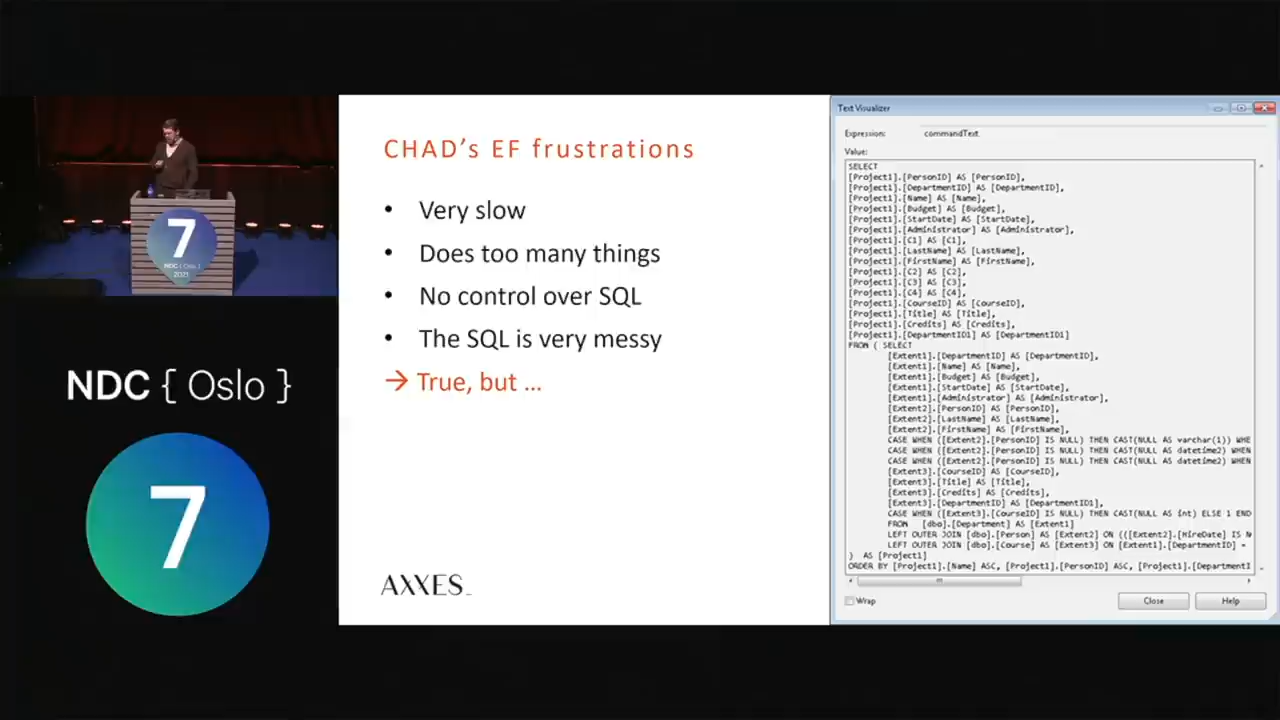 7
NDC { Oslo }
2021
NDC { Oslo }
7
CHAD's EF frustrations
• Very slow
• Does too many things
• No control over SQL
• The SQL is very messy
→ True, but ...
AXXES_
Text Visualizer
Expression: commandText
Value:
SELECT
[Project1].[PersonID] AS [PersonID],
[Project1].[DepartmentID] AS [DepartmentID],
[Project1].[Name] AS [Name],
[Project1].[Budget] AS [Budget],
[Project1].[StartDate] AS [StartDate],
[Project1].[Administrator] AS [Administrator],
[Project1].[C1] AS [C1],
[Project1].[LastName] AS [LastName],
[Project1].[FirstName] AS [FirstName],
[Project1].[C2] AS [C2],
[Project1].[C3] AS [C3],
[Project1].[C4] AS [C4],
[Project1].[CourseID] AS [CourseID],
[Project1].[Title] AS [Title],
[Project1].[Credits] AS [Credits],
[Project1].[DepartmentID1] AS [DepartmentID1]
FROM ( SELECT
[Extent1].[DepartmentID] AS [DepartmentID],
[Extent1].[Name] AS [Name],
[Extent1].[Budget] AS [Budget],
[Extent1].[StartDate] AS [StartDate],
[Extent1].[Administrator] AS [Administrator],
[Extent2].[PersonID] AS [PersonID],
[Extent2].[LastName] AS [LastName],
[Extent2].[FirstName] AS [FirstName],
CASE WHEN ([Extent2].[PersonID] IS NULL) THEN CAST(NULL AS varchar(1)) WHE
CASE WHEN ([Extent2].[PersonID] IS NULL) THEN CAST(NULL AS datetime2) WHEN
CASE WHEN ([Extent2].[PersonID] IS NULL) THEN CAST(NULL AS datetime2) WHEN
[Extent3].[CourseID] AS [CourseID],
[Extent3].[Title] AS [Title],
[Extent3].[Credits] AS [Credits],
[Extent3].[DepartmentID] AS [DepartmentID1],
CASE WHEN ([Extent3].[CourseID] IS NULL) THEN CAST(NULL AS int) ELSE 1 END
FROM [dbo].[Department] AS [Extent1]
LEFT OUTER JOIN [dbo].[Person] AS [Extent2] ON (([Extent2].[HireDate] IS N
LEFT OUTER JOIN [dbo].[Course] AS [Extent3] ON [Extent1].[DepartmentID] =
) AS [Project1]
ORDER BY [Project1].[Name] ASC, [Project1].[PersonID] ASC, [Project1].[DepartmentI
Wrap
Close
Help